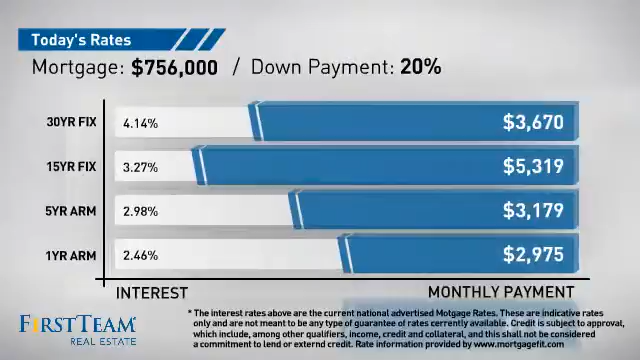 Today's Rates
Mortgage: $756,000 / Down Payment: 20%
30YR FIX 4.14% $3,670
15YR FIX 3.27% $5,319
5YR ARM 2.98% $3,179
1YR ARM 2.46% $2,975
INTEREST MONTHLY PAYMENT
FIRSTTEAM®
REAL ESTATE
* The interest rates above are the current national advertised Motgage Rates. These are indicative rates
only and are not meant to be any type of guarantee of rates cerrently available. Credit is subject to approval,
which include, among other qualifiers, income, credit and collateral, and this shall not be considered
a commitment to lend or externd credit. Rate information provided by www.mortgagefit.com